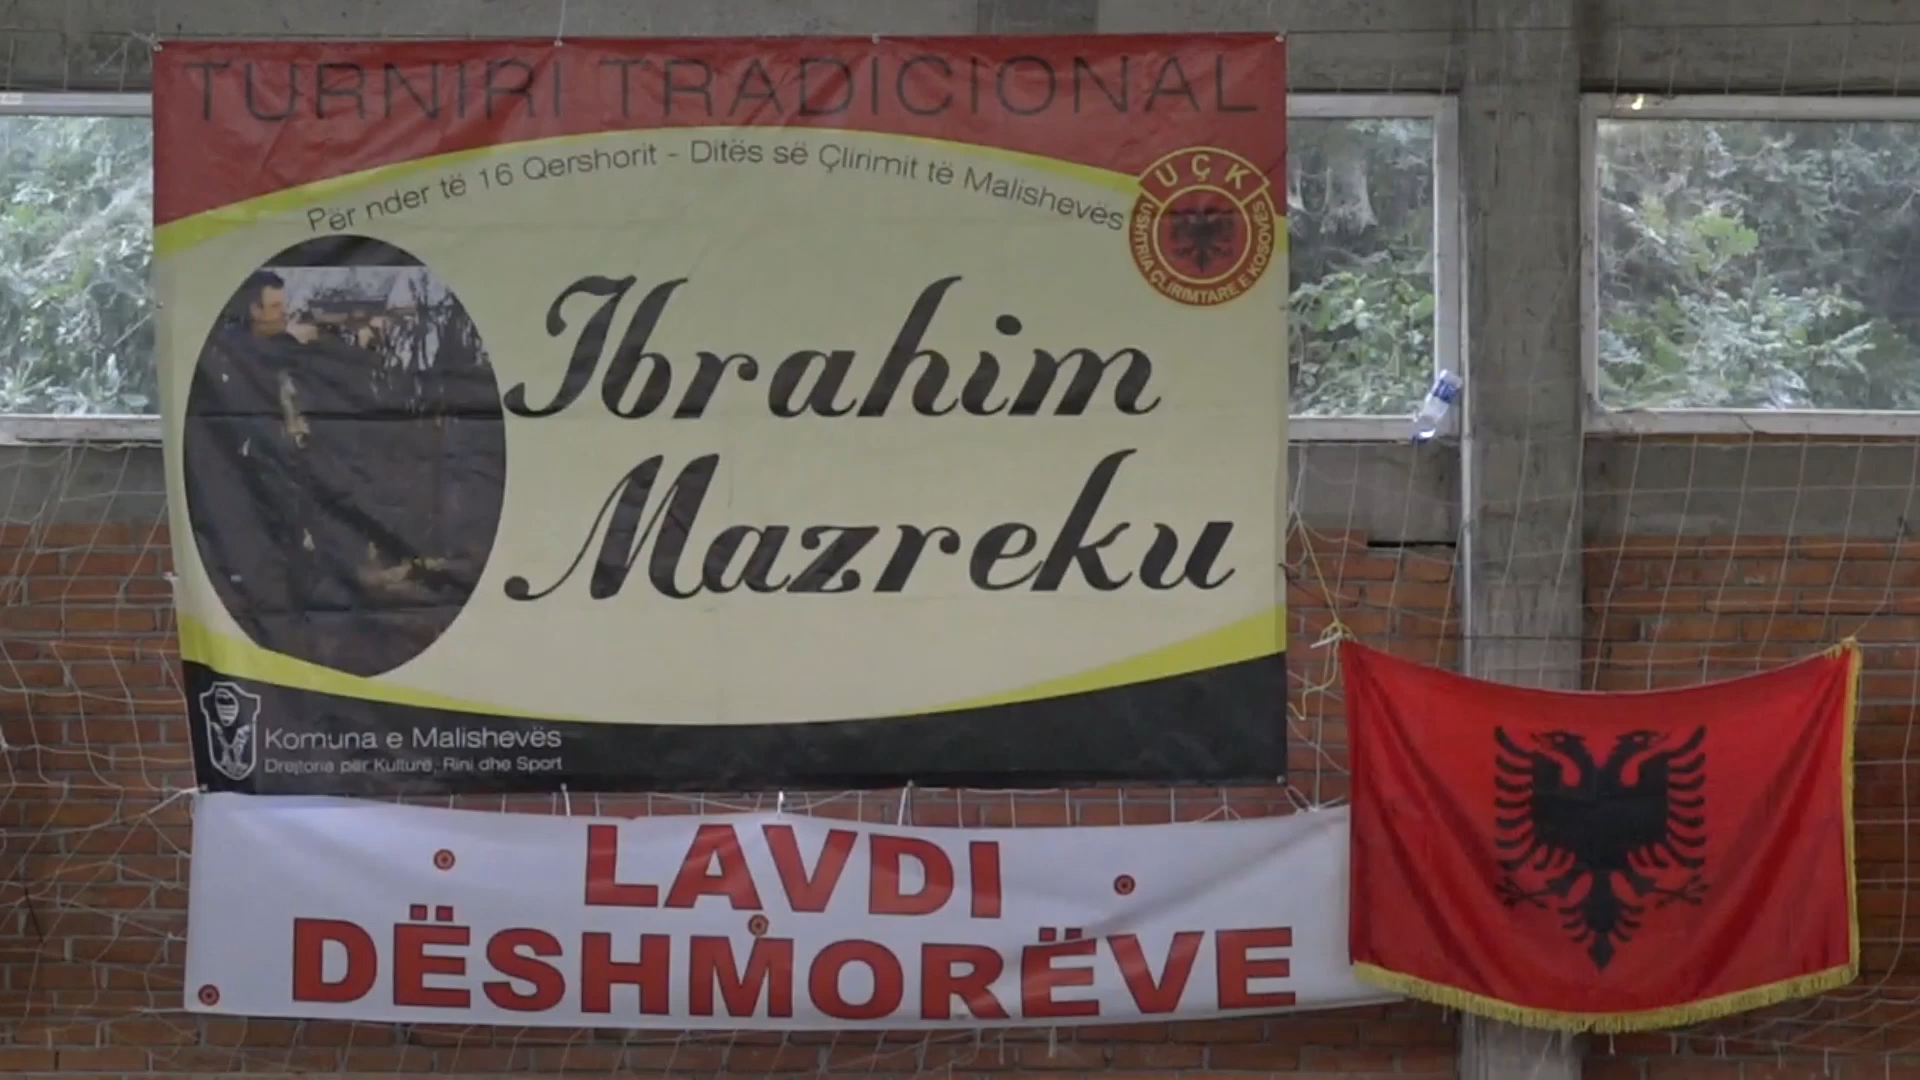 TURNIRI TRADICIONAL
Për nder të 16 Qershorit - Ditës së Çlirimit të Malishevës
UÇK
USHTRIA ÇLIRIMTARE E KOSOVËS
Ibrahim
Mazreku
Komuna e Malishevës
Drejtoria për Kulturë, Rini dhe Sport
LAVDI
DËSHMORËVE